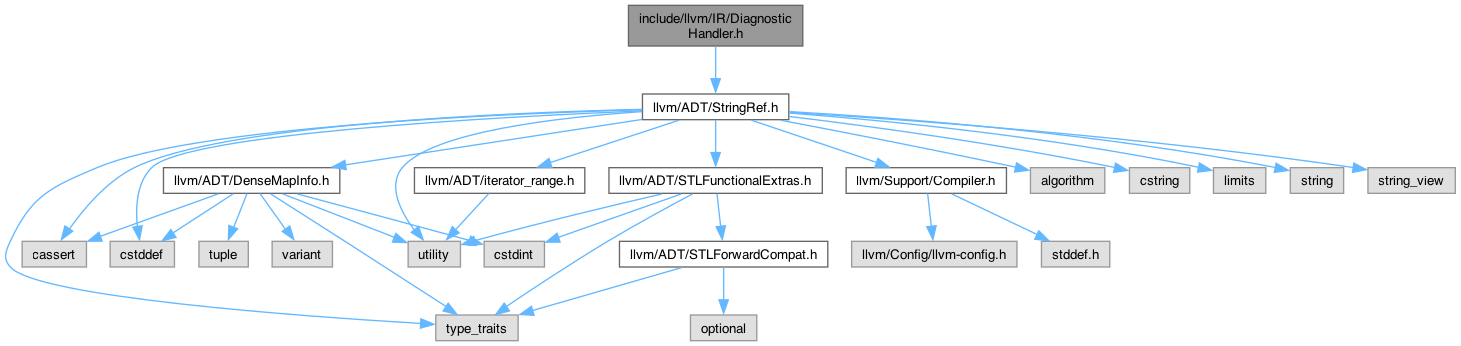 include/llvm/IR/Diagnostic
Handler.h
llvm/ADT/StringRef.h
llvm/ADT/DenseMapInfo.h
llvm/ADT/iterator_range.h
llvm/ADT/STLFunctionalExtras.h
llvm/Support/Compiler.h
algorithm
cstring
limits
string
string_view
cassert
cstddef
tuple
variant
utility
cstdint
llvm/ADT/STLForwardCompat.h
llvm/Config/llvm-config.h
stddef.h
type_traits
optional